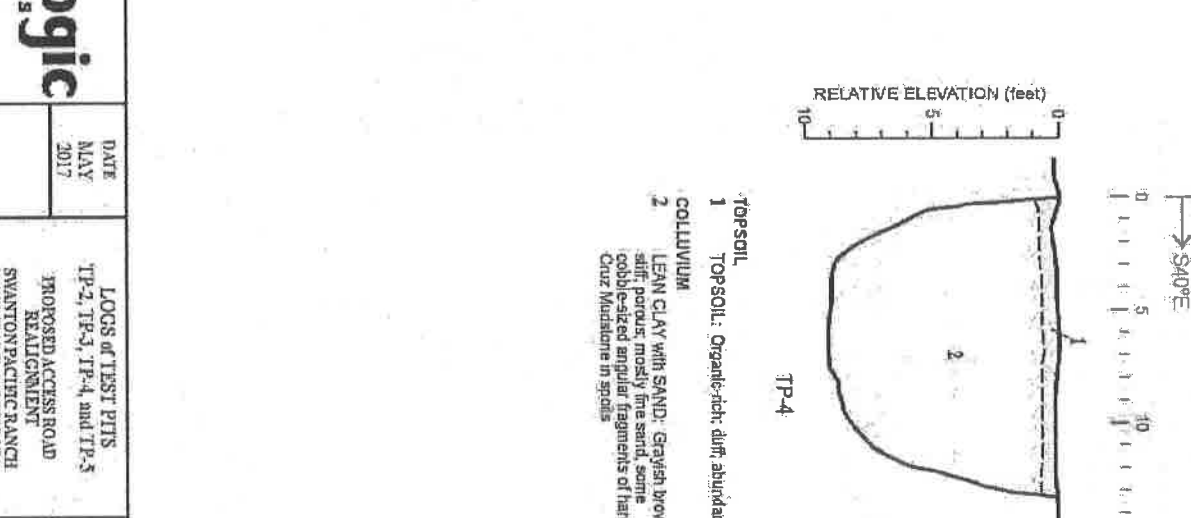 S40°E
0 5 10
RELATIVE ELEVATION (feet)
0
5
10
1
2
TP-4
TOPSOIL
1 TOPSOIL: Organic-rich; duff; abundan
COLLUVIUM
2 LEAN CLAY with SAND: Grayish brow
stiff; porous; mostly fine sand, some
cobble-sized angular fragments of har
Cruz Mudstone in spoils
ogic
s
DATE
MAY
2017
LOGS of TEST PITS
TP-2, TP-3, TP-4, and TP-5
PROPOSED ACCESS ROAD
REALIGNMENT
SWANTON PACIFIC RANCH